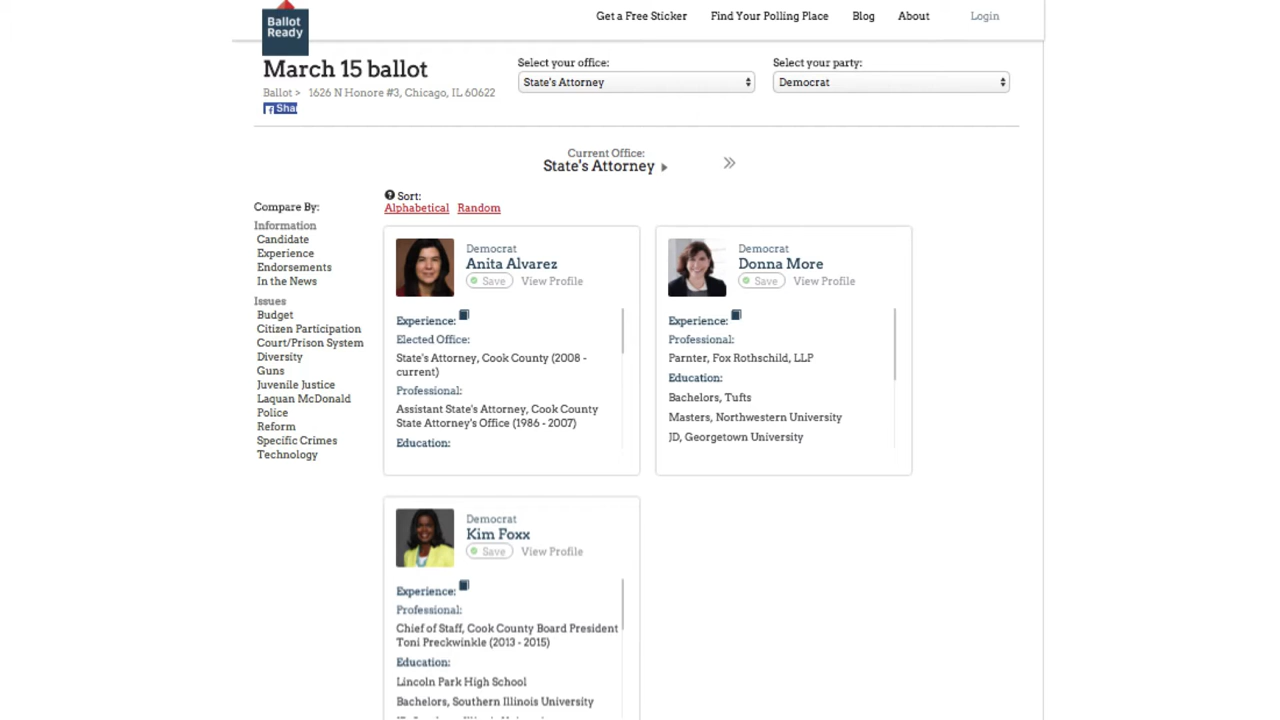 Ballot
Ready
Get a Free Sticker
Find Your Polling Place
Blog
About
Login
March 15 ballot
Ballot > 1626 N Honore #3, Chicago, IL 60622
Select your office:
State's Attorney
Select your party:
Democrat
Current Office:
State's Attorney
»
Compare By:
Information
Candidate
Experience
Endorsements
In the News
Issues
Budget
Citizen Participation
Court/Prison System
Diversity
Guns
Juvenile Justice
Laquan McDonald
Police
Reform
Specific Crimes
Technology
Sort:
Alphabetical Random
Democrat
Anita Alvarez
Save View Profile
Experience:
Elected Office:
State's Attorney, Cook County (2008 -
current)
Professional:
Assistant State's Attorney, Cook County
State Attorney's Office (1986 - 2007)
Education:
Democrat
Donna More
Save View Profile
Experience:
Professional:
Parnter, Fox Rothschild, LLP
Education:
Bachelors, Tufts
Masters, Northwestern University
JD, Georgetown University
Democrat
Kim Foxx
Save View Profile
Experience:
Professional:
Chief of Staff, Cook County Board President
Toni Preckwinkle (2013 - 2015)
Education:
Lincoln Park High School
Bachelors, Southern Illinois University